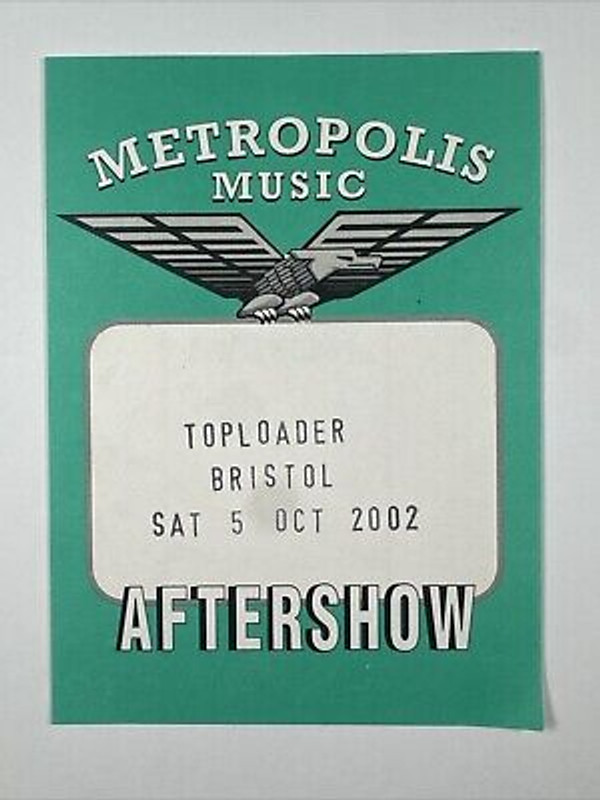 METROPOLIS
MUSIC
TOPLOADER
BRISTOL
SAT 5 OCT 2002
AFTERSHOW